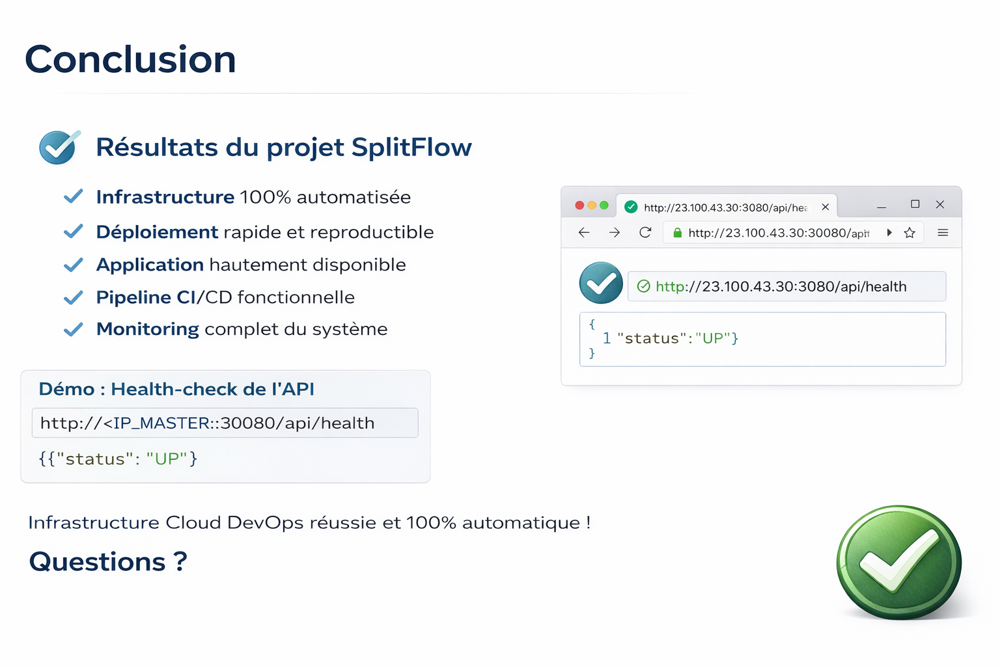 Conclusion
Résultats du projet SplitFlow
Infrastructure 100% automatisée
Déploiement rapide et reproductible
Application hautement disponible
Pipeline CI/CD fonctionnelle
Monitoring complet du système
Démo : Health-check de l'API
http://<IP_MASTER::30080/api/health
{{"status": "UP"}
Infrastructure Cloud DevOps réussie et 100% automatique !
Questions ?
http://23.100.43.30:3080/api/hea
http://23.100.43.30:30080/api
http://23.100.43.30:3080/api/health
{
1 "status":"UP"}
}